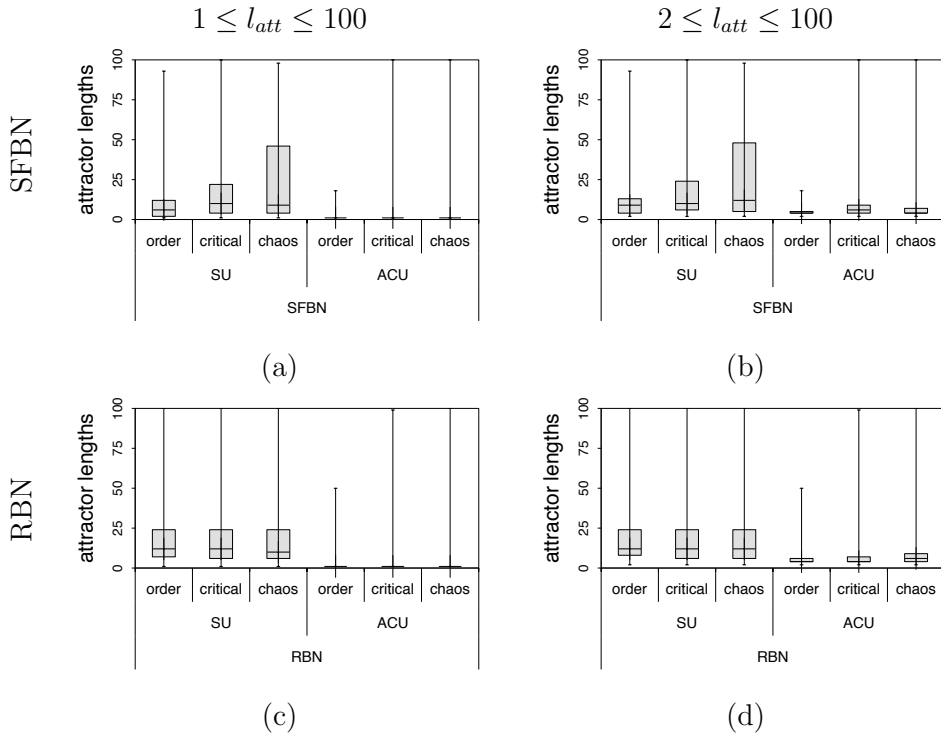 1 ≤ l_att ≤ 100 2 ≤ l_att ≤ 100
SFBN
attractor lengths
100
75
50
25
0
order critical chaos order critical chaos
SU ACU
SFBN
(a)
attractor lengths
100
75
50
25
0
order critical chaos order critical chaos
SU ACU
SFBN
(b)
RBN
attractor lengths
100
75
50
25
0
order critical chaos order critical chaos
SU ACU
RBN
(c)
attractor lengths
100
75
50
25
0
order critical chaos order critical chaos
SU ACU
RBN
(d)